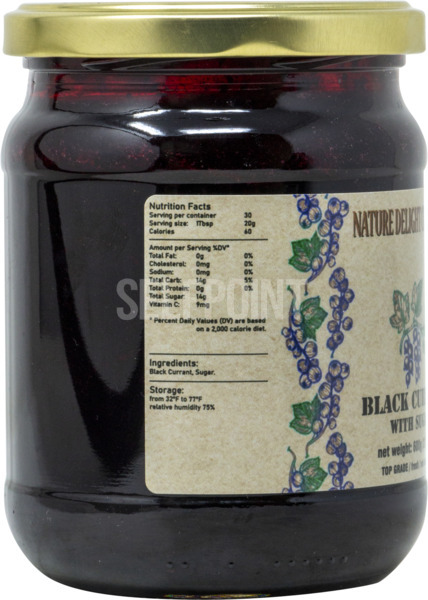 Nutrition Facts
Serving per container 30
Serving size: 1Tbsp 20g
Calories 60
Amount per Serving %DV*
Total Fat: 0g 0%
Cholesterol: 0mg 0%
Sodium: 0mg 0%
Total Carb: 14g 5%
Total Protein: 0g
Total Sugar: 14g
Vitamin C: 9mg
* Percent Daily Values (DV) are based
on a 2,000 calorie diet.
Ingredients:
Black Currant, Sugar.
Storage:
from 32°F to 77°F
relative humidity 75%
NATURE DELIGHT
BLACK
WITH
net weight:
TOP GRADE /